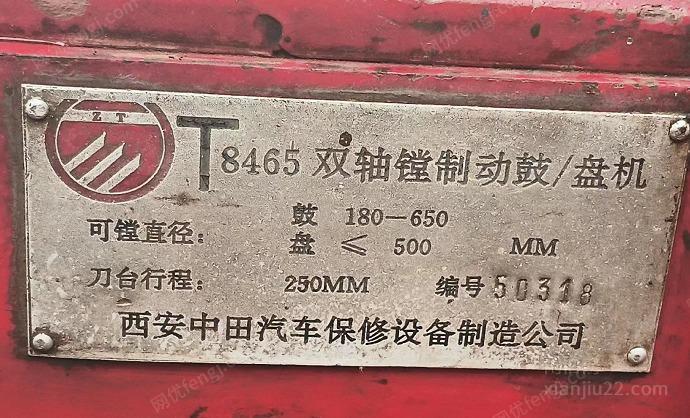 ZT
T8465 双轴镗制动鼓/盘机
可镗直径: 鼓 180-650
盘 ≤ 500 MM
刀台行程: 250MM 编号 50318
西安中田汽车保修设备制造公司
xianjiu22.com